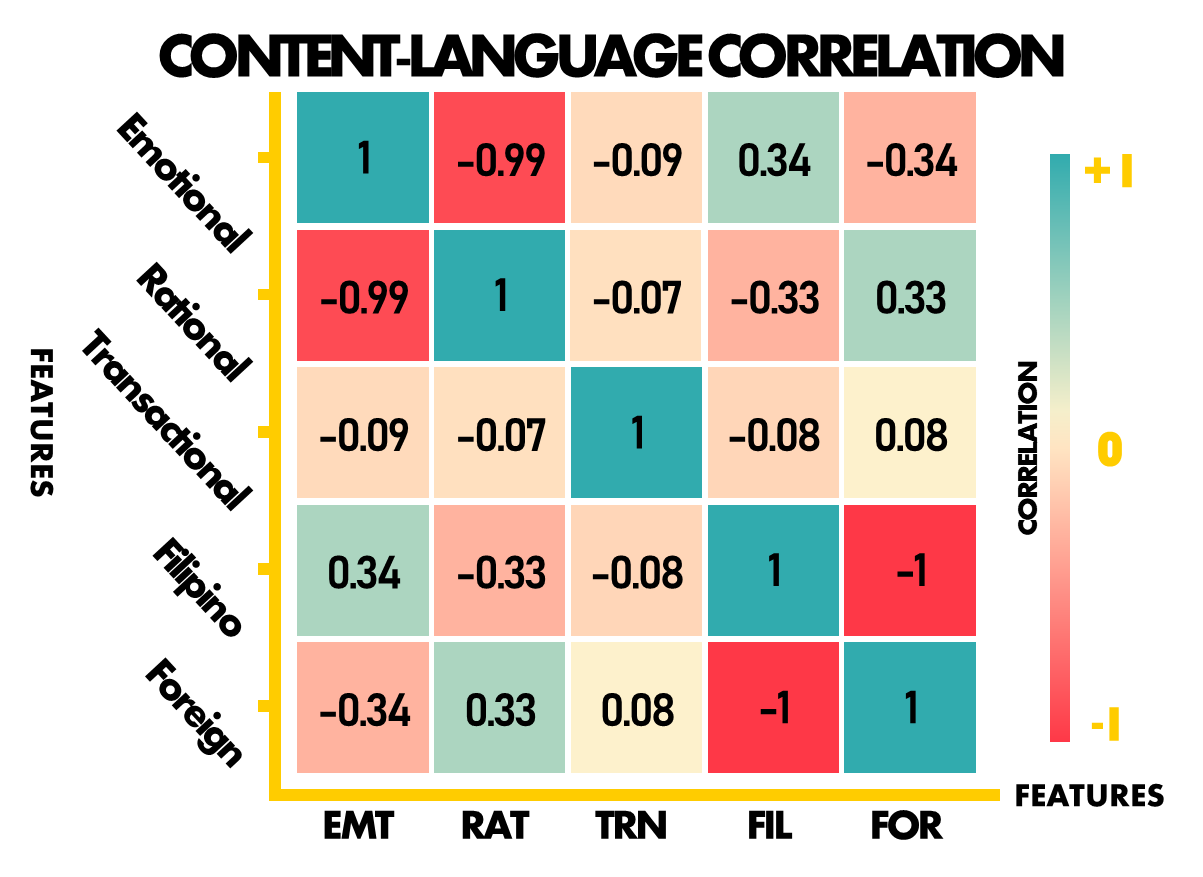 CONTENT-LANGUAGE CORRELATION
Emotional
1 -0.99 -0.09 0.34 -0.34
Rational
-0.99 1 -0.07 -0.33 0.33
Transactional
-0.09 -0.07 1 -0.08 0.08
Filipino
0.34 -0.33 -0.08 1 -1
Foreign
-0.34 0.33 0.08 -1 1
FEATURES
EMT RAT TRN FIL FOR
FEATURES
CORRELATION
+1
0
-1